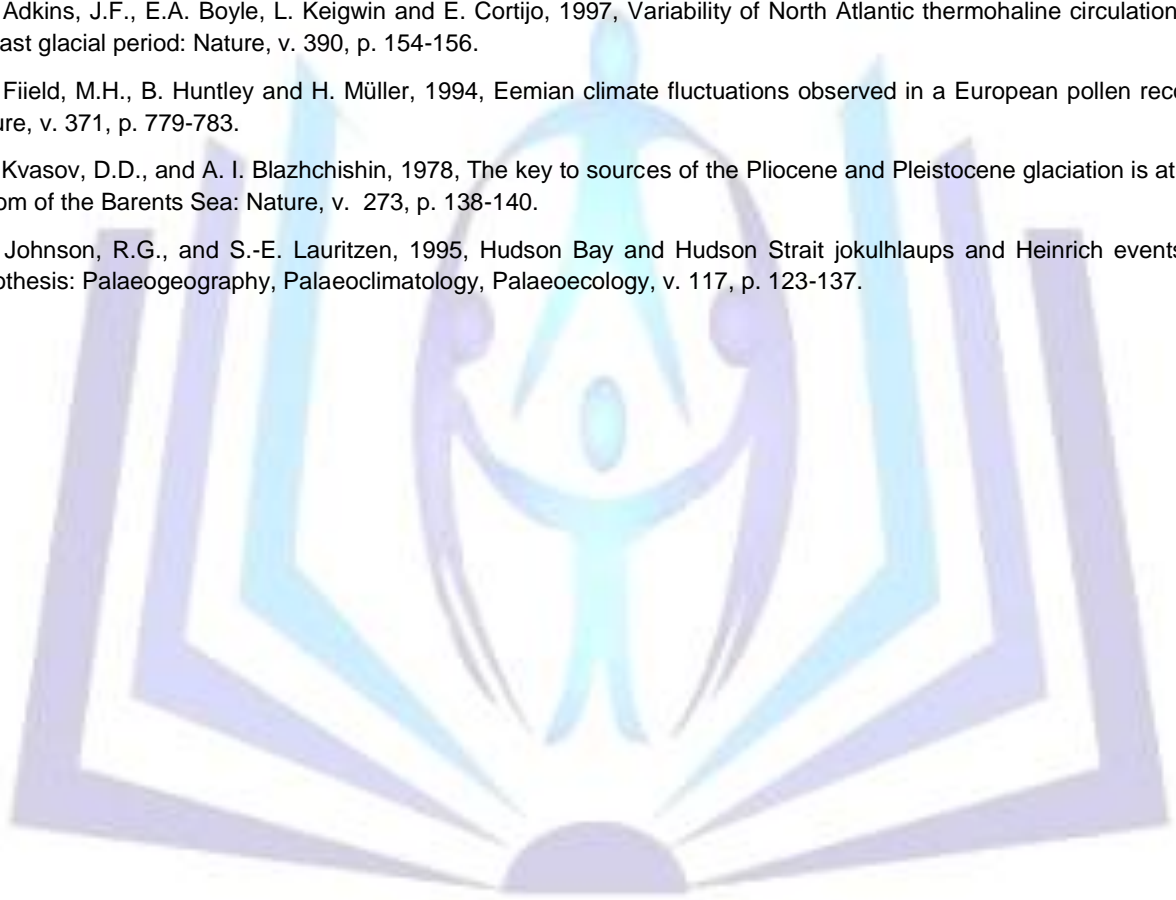 Adkins, J.F., E.A. Boyle, L. Keigwin and E. Cortijo, 1997, Variability of North Atlantic thermohaline circulation
ast glacial period: Nature, v. 390, p. 154-156.
Fiield, M.H., B. Huntley and H. Müller, 1994, Eemian climate fluctuations observed in a European pollen reco
ure, v. 371, p. 779-783.
Kvasov, D.D., and A. I. Blazhchishin, 1978, The key to sources of the Pliocene and Pleistocene glaciation is at
om of the Barents Sea: Nature, v. 273, p. 138-140.
Johnson, R.G., and S.-E. Lauritzen, 1995, Hudson Bay and Hudson Strait jokulhlaups and Heinrich events
othesis: Palaeogeography, Palaeoclimatology, Palaeoecology, v. 117, p. 123-137.